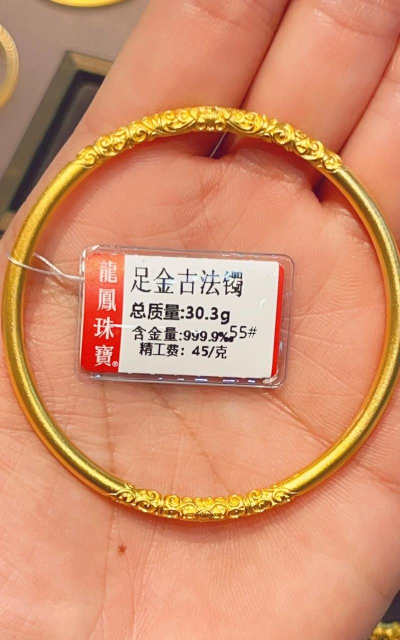 龍鳳珠寶®
足金古法镯
总质量:30.3g
含金量:999.9‰55#
精工费: 45/克